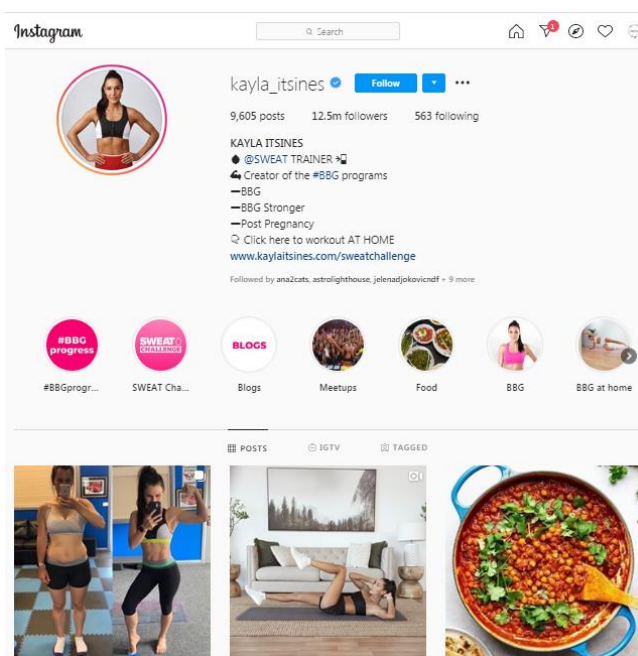 Instagram
Search
1
kayla_itsines Follow
9,605 posts 12.5m followers 563 following
KAYLA ITSINES
@SWEAT TRAINER
Creator of the #BBG programs
—BBG
—BBG Stronger
—Post Pregnancy
Click here to workout AT HOME
www.kaylaitsines.com/sweatchallenge
Followed by ana2cats, astrolighthouse, jelenadjokovicndf + 9 more
#BBG
progress
SWEAT
CHALLENGE
BLOGS
#BBGprogr... SWEAT Cha... Blogs Meetups Food BBG BBG at home
POSTS IGTV TAGGED